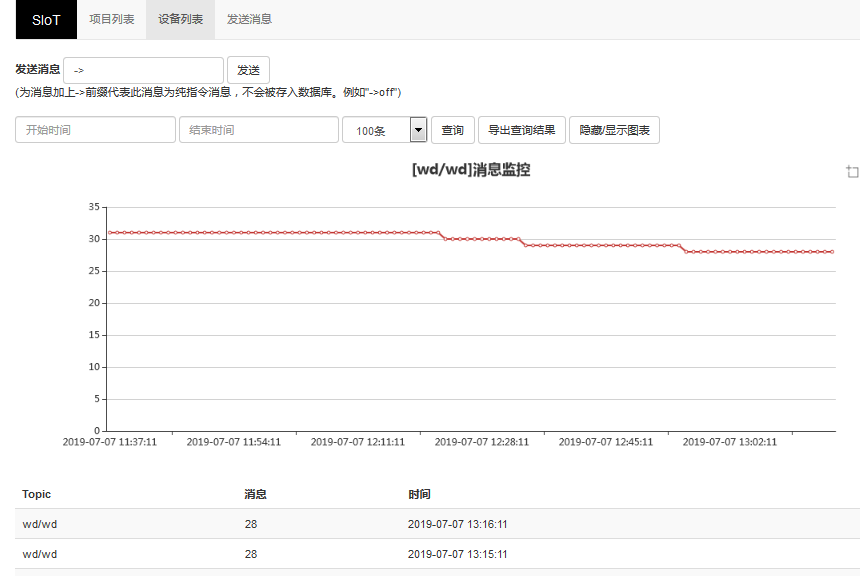 SIoT 项目列表 设备列表 发送消息
发送消息 -> 发送
(为消息加上->前缀代表此消息为纯指令消息，不会被存入数据库。例如"->off")
开始时间 结束时间 100条 查询 导出查询结果 隐藏/显示图表
[wd/wd]消息监控
35
30
25
20
15
10
5
0
2019-07-07 11:37:11 2019-07-07 11:54:11 2019-07-07 12:11:11 2019-07-07 12:28:11 2019-07-07 12:45:11 2019-07-07 13:02:11
Topic 消息 时间
wd/wd 28 2019-07-07 13:16:11
wd/wd 28 2019-07-07 13:15:11